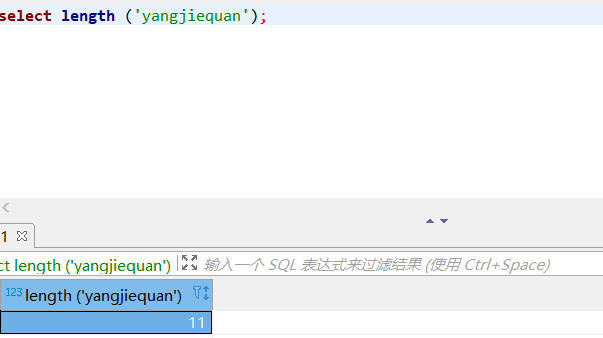 select length ('yangjiequan');
1
ct length ('yangjiequan') 输入一个 SQL 表达式来过滤结果 (使用 Ctrl+Space)
123 length ('yangjiequan')
11